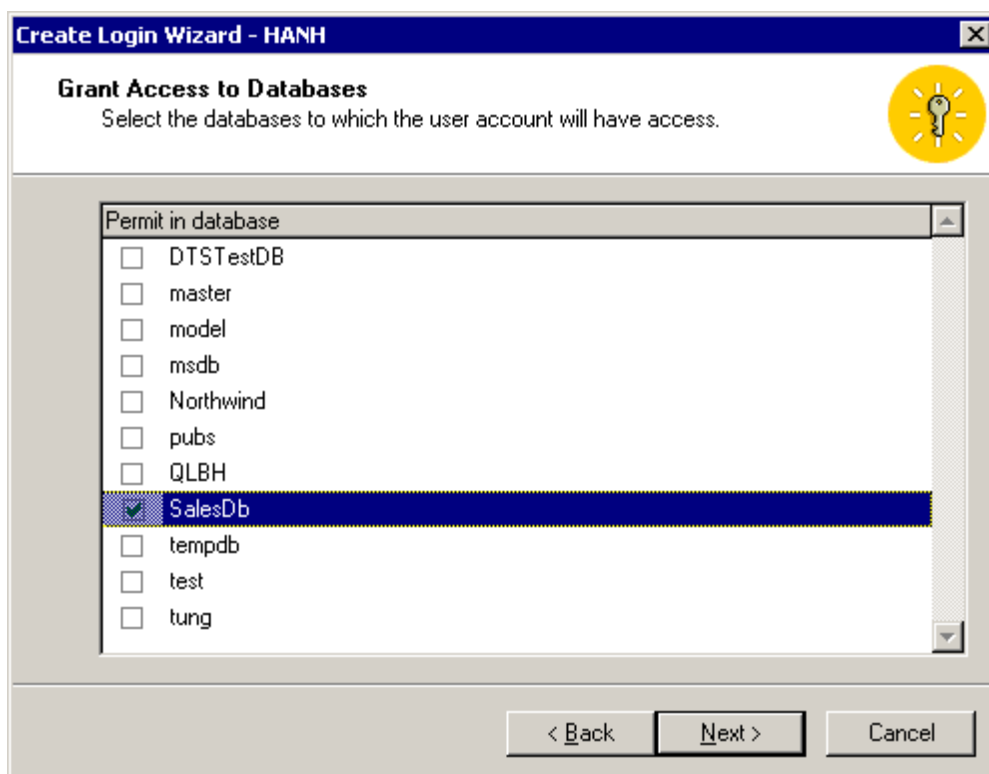 Create Login Wizard - HANH
Grant Access to Databases
Select the databases to which the user account will have access.
Permit in database
DTSTestDB
master
model
msdb
Northwind
pubs
QLBH
SalesDb
tempdb
test
tung
< Back Next > Cancel